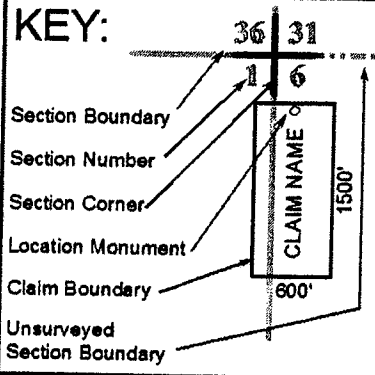 KEY:
36 31
1 6
Section Boundary
Section Number
Section Corner
Location Monument
Claim Boundary
Unsurveyed
Section Boundary
CLAIM NAME
1500'
600'